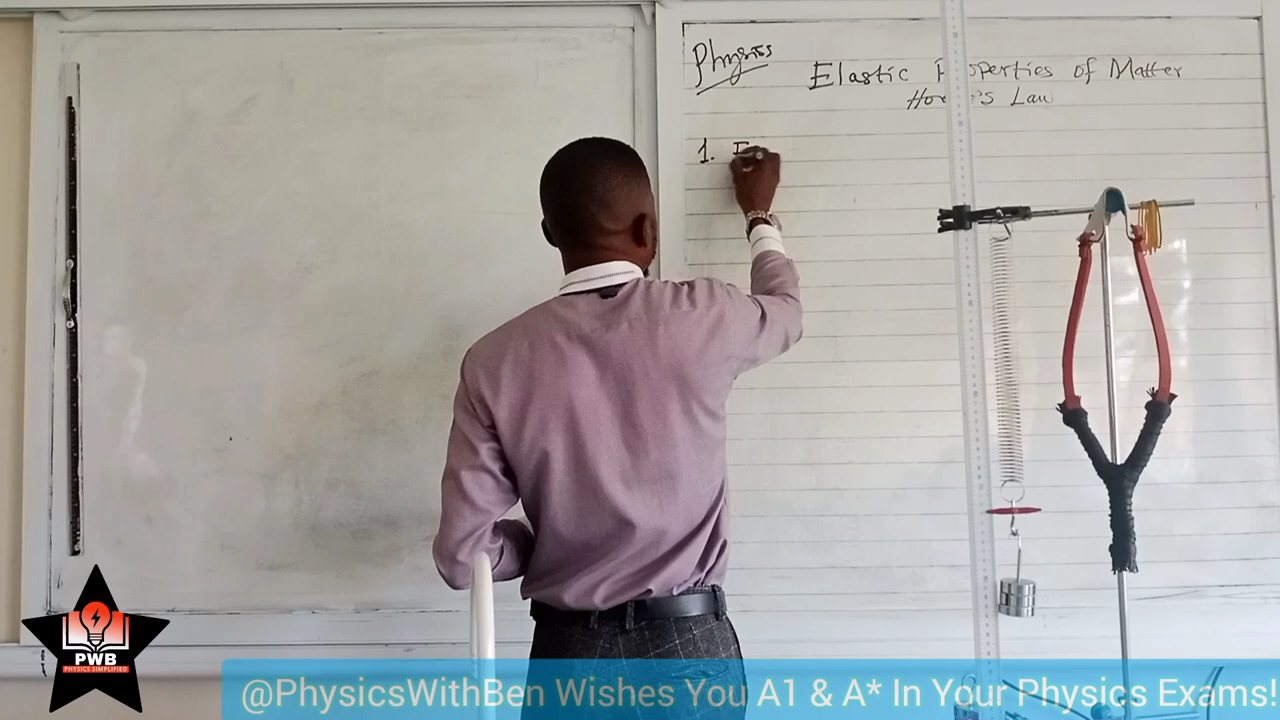 Physics
Elastic Properties of Matter
Hooke's Law
1. E
PWB
PHYSICS SIMPLIFIED
@PhysicsWithBen Wishes You A1 & A* In Your Physics Exams!